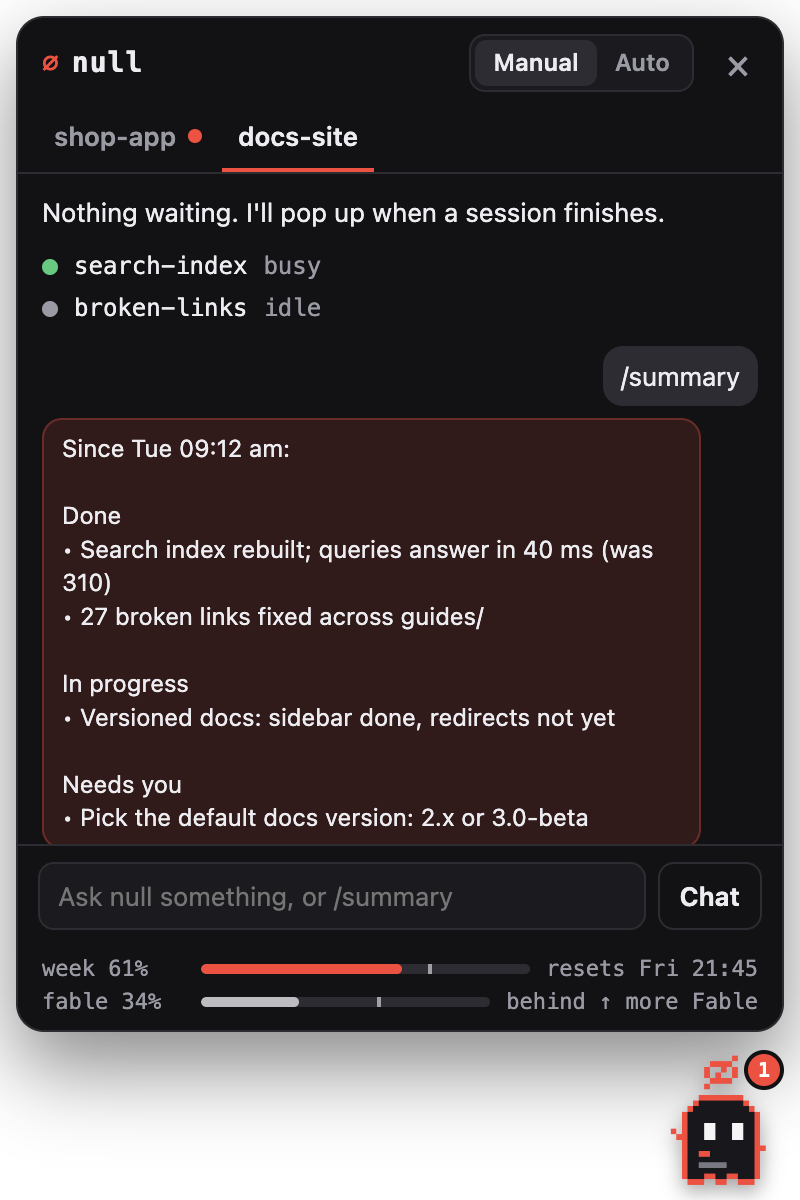 ø null
Manual Auto ×
shop-app docs-site
Nothing waiting. I'll pop up when a session finishes.
search-index busy
broken-links idle
/summary
Since Tue 09:12 am:
Done
• Search index rebuilt; queries answer in 40 ms (was
310)
• 27 broken links fixed across guides/
In progress
• Versioned docs: sidebar done, redirects not yet
Needs you
• Pick the default docs version: 2.x or 3.0-beta
Ask null something, or /summary Chat
week 61% resets Fri 21:45
fable 34% behind ↑ more Fable
1